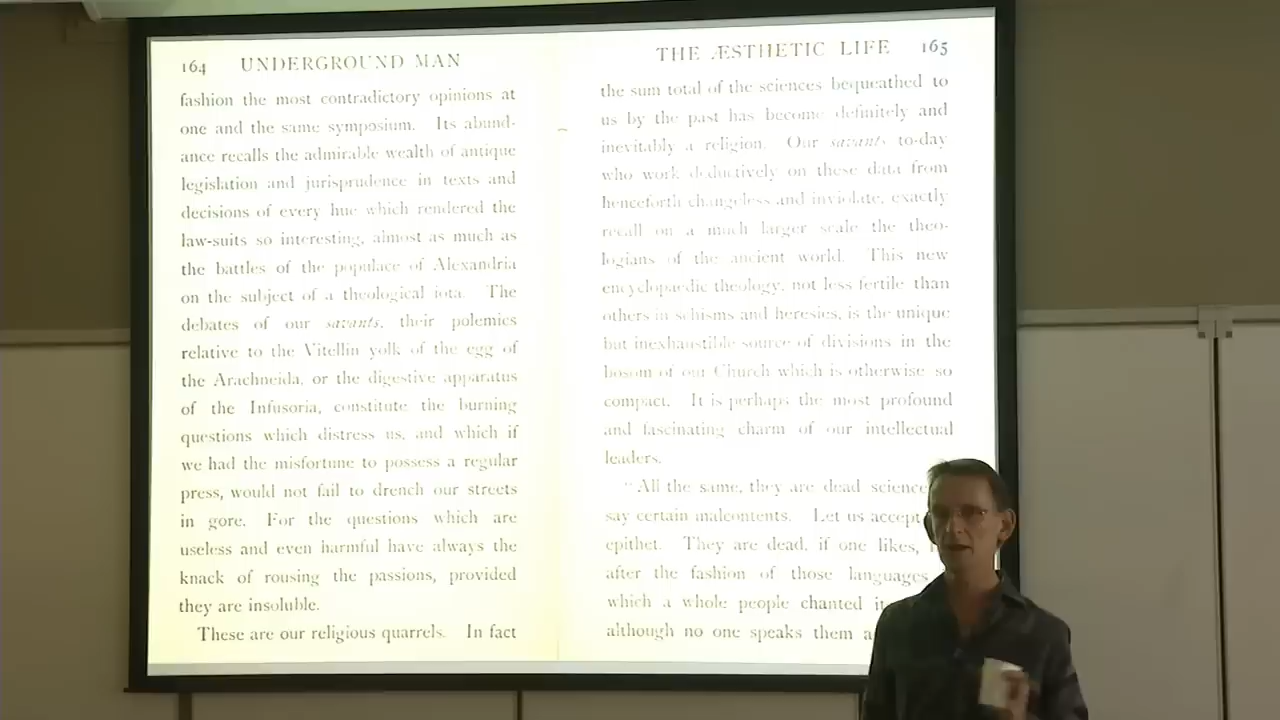 164 UNDERGROUND MAN
fashion the most contradictory opinions at
one and the same symposium. Its abund-
ance recalls the admirable wealth of antique
legislation and jurisprudence in texts and
decisions of every hue which rendered the
law-suits so interesting, almost as much as
the battles of the populace of Alexandria
on the subject of a theological iota. The
debates of our savants, their polemics
relative to the Vitellin yolk of the egg of
the Arachneida, or the digestive apparatus
of the Infusoria, constitute the burning
questions which distress us, and which if
we had the misfortune to possess a regular
press, would not fail to drench our streets
in gore. For the questions which are
useless and even harmful have always the
knack of rousing the passions, provided
they are insoluble.
These are our religious quarrels. In fact
THE ÆSTHETIC LIFE 165
the sum total of the sciences bequeathed to
us by the past has become definitely and
inevitably a religion. Our savants to-day
who work deductively on these data from
henceforth changeless and inviolate, exactly
recall on a much larger scale the theo-
logians of the ancient world. This new
encyclopaedic theology, not less fertile than
others in schisms and heresies, is the unique
but inexhaustible source of divisions in the
bosom of our Church which is otherwise so
compact. It is perhaps the most profound
and fascinating charm of our intellectual
leaders.
"All the same, they are dead science
say certain malcontents. Let us accept
epithet. They are dead, if one likes,
after the fashion of those languages
which a whole people chanted
although no one speaks them